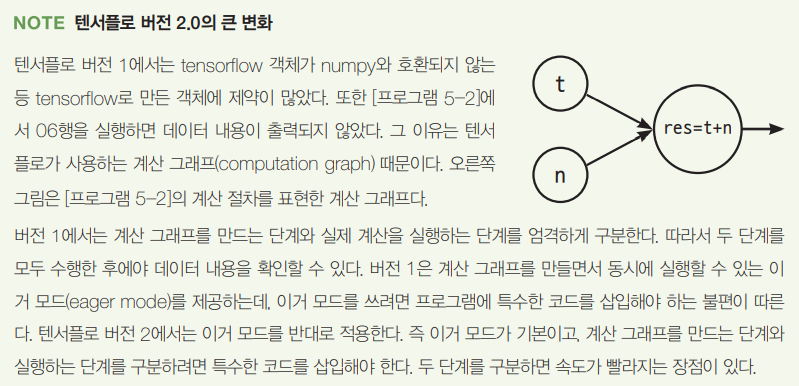 NOTE 텐서플로 버전 2.0의 큰 변화
텐서플로 버전 1에서는 tensorflow 객체가 numpy와 호환되지 않는
등 tensorflow로 만든 객체에 제약이 많았다. 또한 [프로그램 5-2]에
서 06행을 실행하면 데이터 내용이 출력되지 않았다. 그 이유는 텐서
플로가 사용하는 계산 그래프(computation graph) 때문이다. 오른쪽
그림은 [프로그램 5-2]의 계산 절차를 표현한 계산 그래프다.
t
n
res=t+n
버전 1에서는 계산 그래프를 만드는 단계와 실제 계산을 실행하는 단계를 엄격하게 구분한다. 따라서 두 단계를
모두 수행한 후에야 데이터 내용을 확인할 수 있다. 버전 1은 계산 그래프를 만들면서 동시에 실행할 수 있는 이
거 모드(eager mode)를 제공하는데, 이거 모드를 쓰려면 프로그램에 특수한 코드를 삽입해야 하는 불편이 따른
다. 텐서플로 버전 2에서는 이거 모드를 반대로 적용한다. 즉 이거 모드가 기본이고, 계산 그래프를 만드는 단계와
실행하는 단계를 구분하려면 특수한 코드를 삽입해야 한다. 두 단계를 구분하면 속도가 빨라지는 장점이 있다.